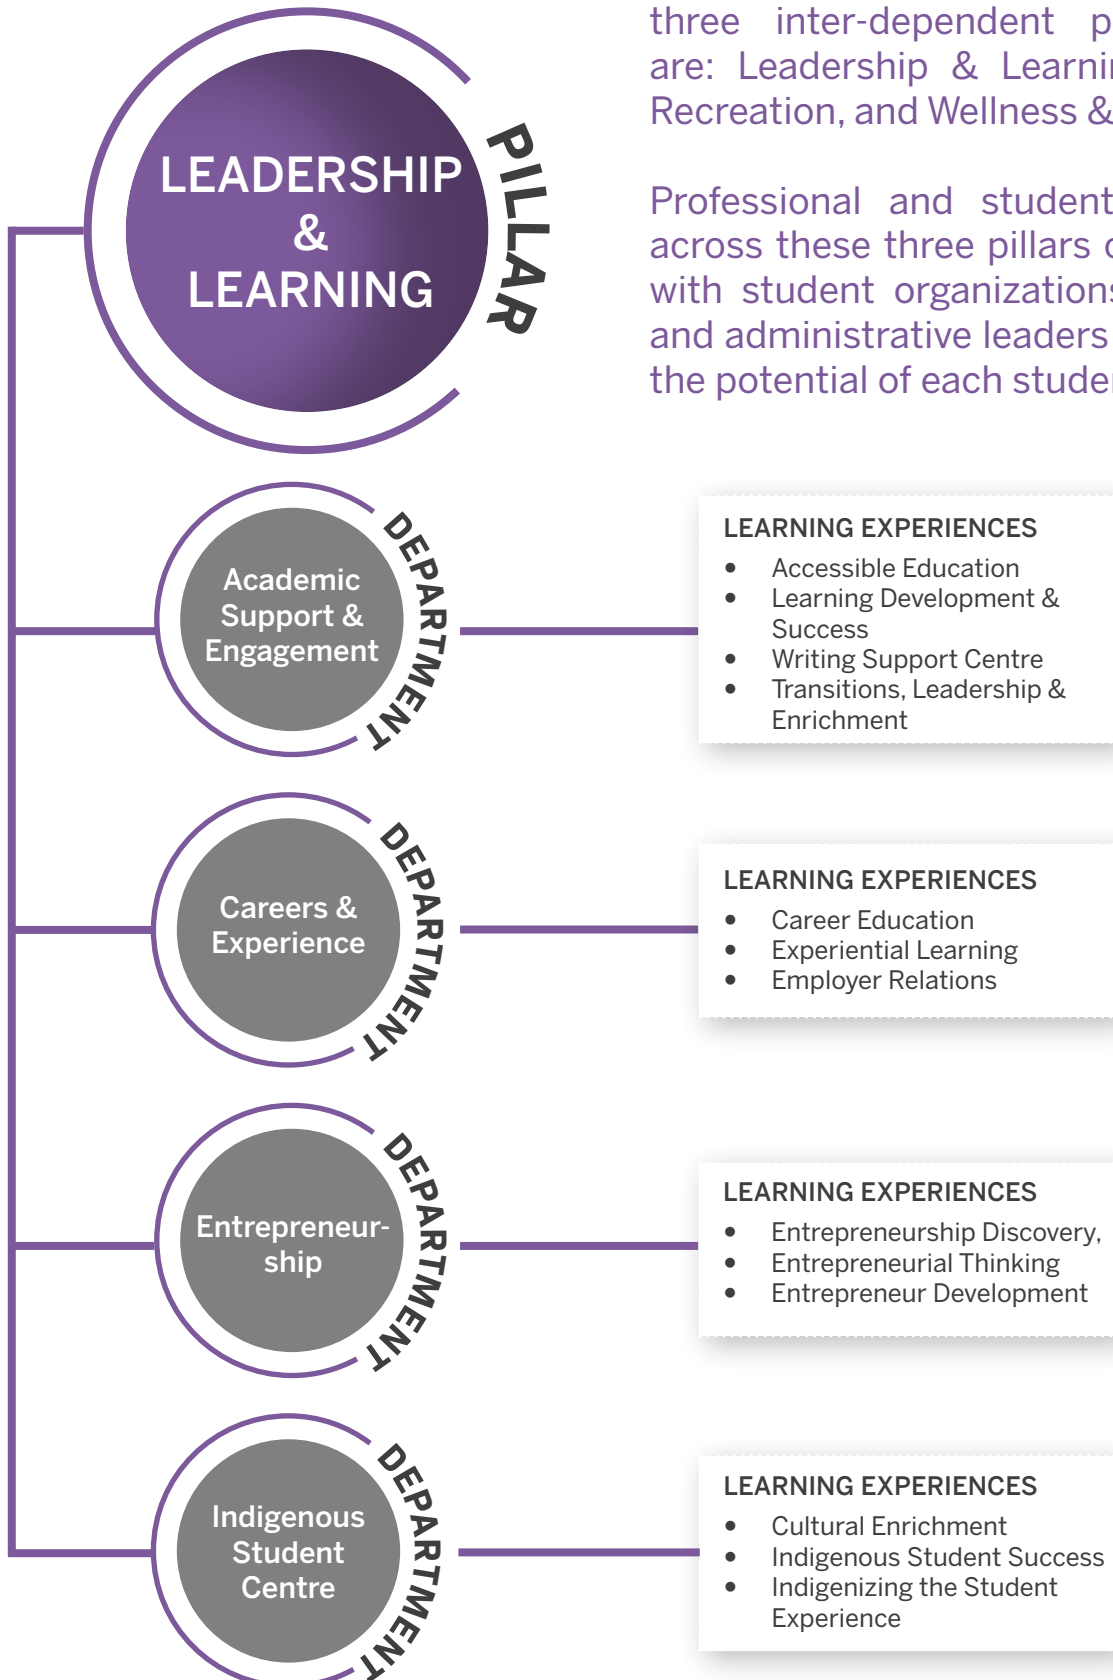 three inter-dependent
are: Leadership & Learning
Recreation, and Wellness &
Professional and student
across these three pillars
with student organizations
and administrative leaders
the potential of each student
LEADERSHIP
&
LEARNING
PILLAR
Academic
Support &
Engagement
DEPARTMENT
LEARNING EXPERIENCES
• Accessible Education
• Learning Development &
Success
• Writing Support Centre
• Transitions, Leadership &
Enrichment
Careers &
Experience
DEPARTMENT
LEARNING EXPERIENCES
• Career Education
• Experiential Learning
• Employer Relations
Entrepreneur-
ship
DEPARTMENT
LEARNING EXPERIENCES
• Entrepreneurship Discovery,
• Entrepreneurial Thinking
• Entrepreneur Development
Indigenous
Student
Centre
DEPARTMENT
LEARNING EXPERIENCES
• Cultural Enrichment
• Indigenous Student Success
• Indigenizing the Student
Experience